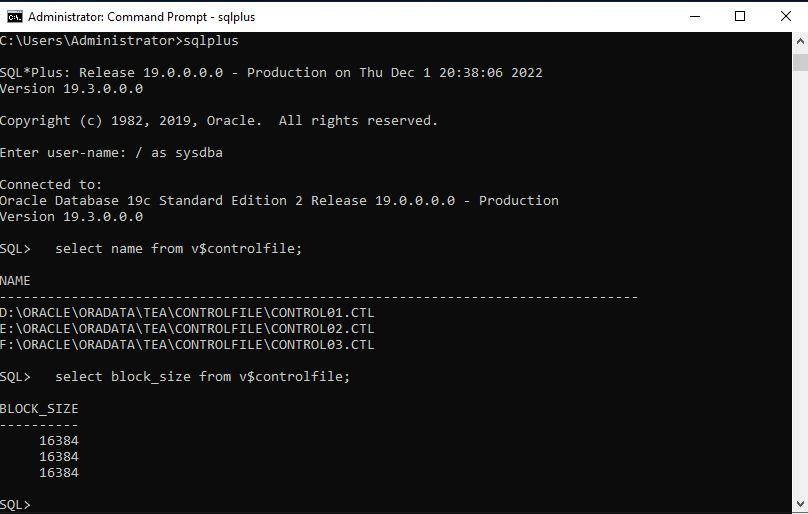 Administrator: Command Prompt - sqlplus
C:\Users\Administrator>sqlplus
SQL*Plus: Release 19.0.0.0.0 - Production on Thu Dec 1 20:38:06 2022
Version 19.3.0.0.0
Copyright (c) 1982, 2019, Oracle.  All rights reserved.
Enter user-name: / as sysdba
Connected to:
Oracle Database 19c Standard Edition 2 Release 19.0.0.0.0 - Production
Version 19.3.0.0.0
SQL>   select name from v$controlfile;
NAME
--------------------------------------------------------------------------------
D:\ORACLE\ORADATA\TEA\CONTROLFILE\CONTROL01.CTL
E:\ORACLE\ORADATA\TEA\CONTROLFILE\CONTROL02.CTL
F:\ORACLE\ORADATA\TEA\CONTROLFILE\CONTROL03.CTL
SQL>   select block_size from v$controlfile;
BLOCK_SIZE
----------
     16384
     16384
     16384
SQL>